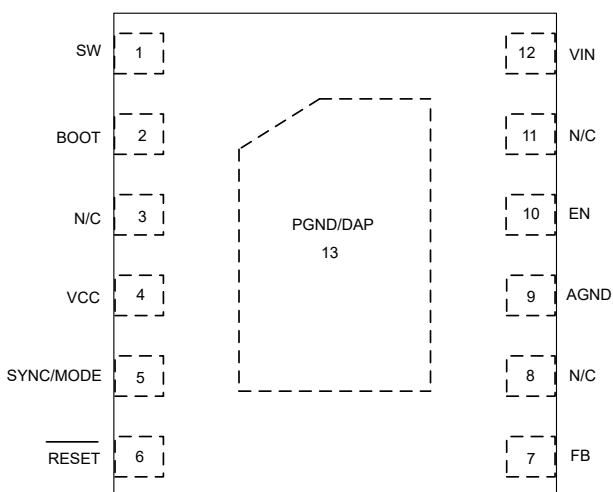 SW 1
BOOT 2
N/C 3
VCC 4
SYNC/MODE 5
RESET 6
PGND/DAP
13
12 VIN
11 N/C
10 EN
9 AGND
8 N/C
7 FB